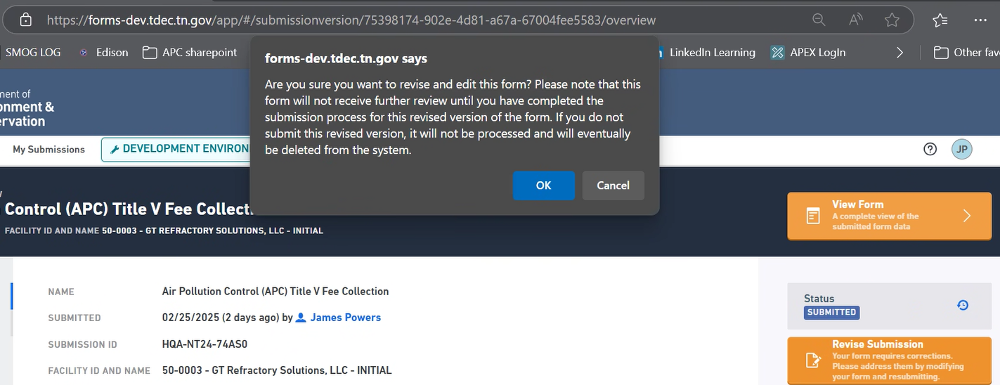 https://forms-dev.tdec.tn.gov/app/#/submissionversion/75398174-902e-4d81-a67a-67004fee5583/overview
SMOG LOG Edison APC sharepoint LinkedIn Learning APEX LogIn Other fav
forms-dev.tdec.tn.gov says
Are you sure you want to revise and edit this form? Please note that this
form will not receive further review until you have completed the
submission process for this revised version of the form. If you do not
submit this revised version, it will not be processed and will eventually
be deleted from the system.
OK Cancel
ment of
onment &
ervation
My Submissions DEVELOPMENT ENVIRON JP
Control (APC) Title V Fee Collect
FACILITY ID AND NAME 50-0003 - GT REFRACTORY SOLUTIONS, LLC - INITIAL
View Form
A complete view of the
submitted form data
NAME Air Pollution Control (APC) Title V Fee Collection
SUBMITTED 02/25/2025 (2 days ago) by James Powers
SUBMISSION ID HQA-NT24-74AS0
FACILITY ID AND NAME 50-0003 - GT Refractory Solutions, LLC - INITIAL
Status
SUBMITTED
Revise Submission
Your form requires corrections.
Please address them by modifying
your form and resubmitting.